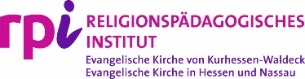 rpi RELIGIONSPÄDAGOGISCHES
INSTITUT
Evangelische Kirche von Kurhessen-Waldeck
Evangelische Kirche in Hessen und Nassau